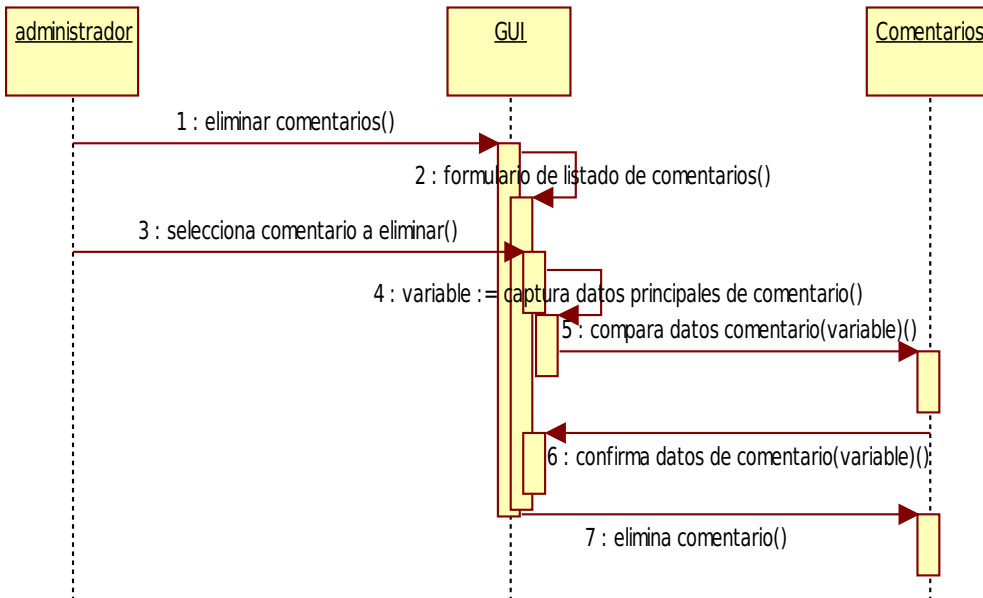 administrador
GUI
Comentarios
1 : eliminar comentarios()
2 : formulario de listado de comentarios()
3 : selecciona comentario a eliminar()
4 : variable := captura datos principales de comentario()
5 : compara datos comentario(variable)()
6 : confirma datos de comentario(variable)()
7 : elimina comentario()